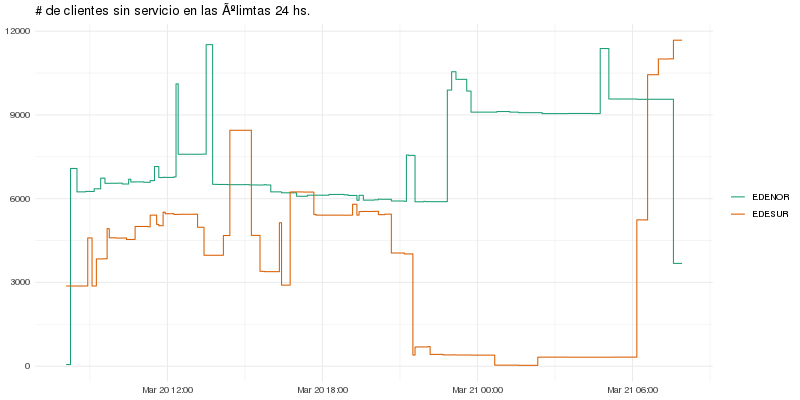 # de clientes sin servicio en las Ãºlimtas 24 hs.
12000
9000
6000
3000
0
Mar 20 12:00
Mar 20 18:00
Mar 21 00:00
Mar 21 06:00
EDENOR
EDESUR